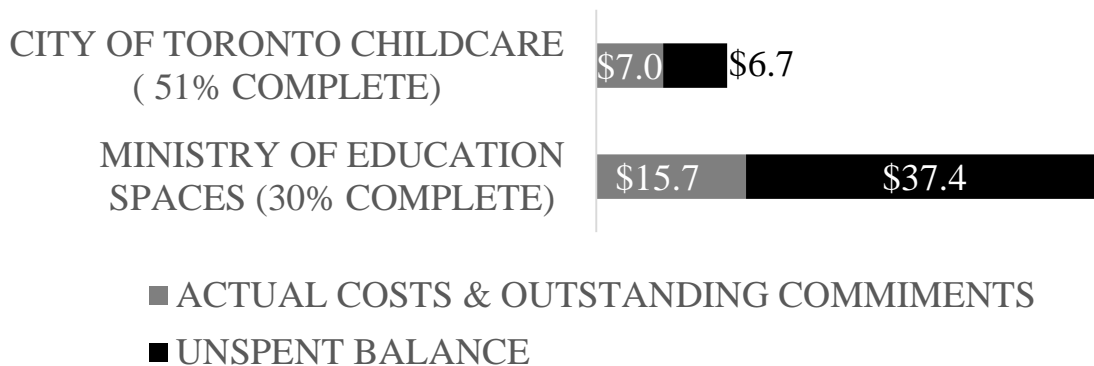 CITY OF TORONTO CHILDCARE
( 51% COMPLETE)
$7.0 $6.7
MINISTRY OF EDUCATION
SPACES (30% COMPLETE)
$15.7 $37.4
ACTUAL COSTS & OUTSTANDING COMMIMENTS
UNSPENT BALANCE